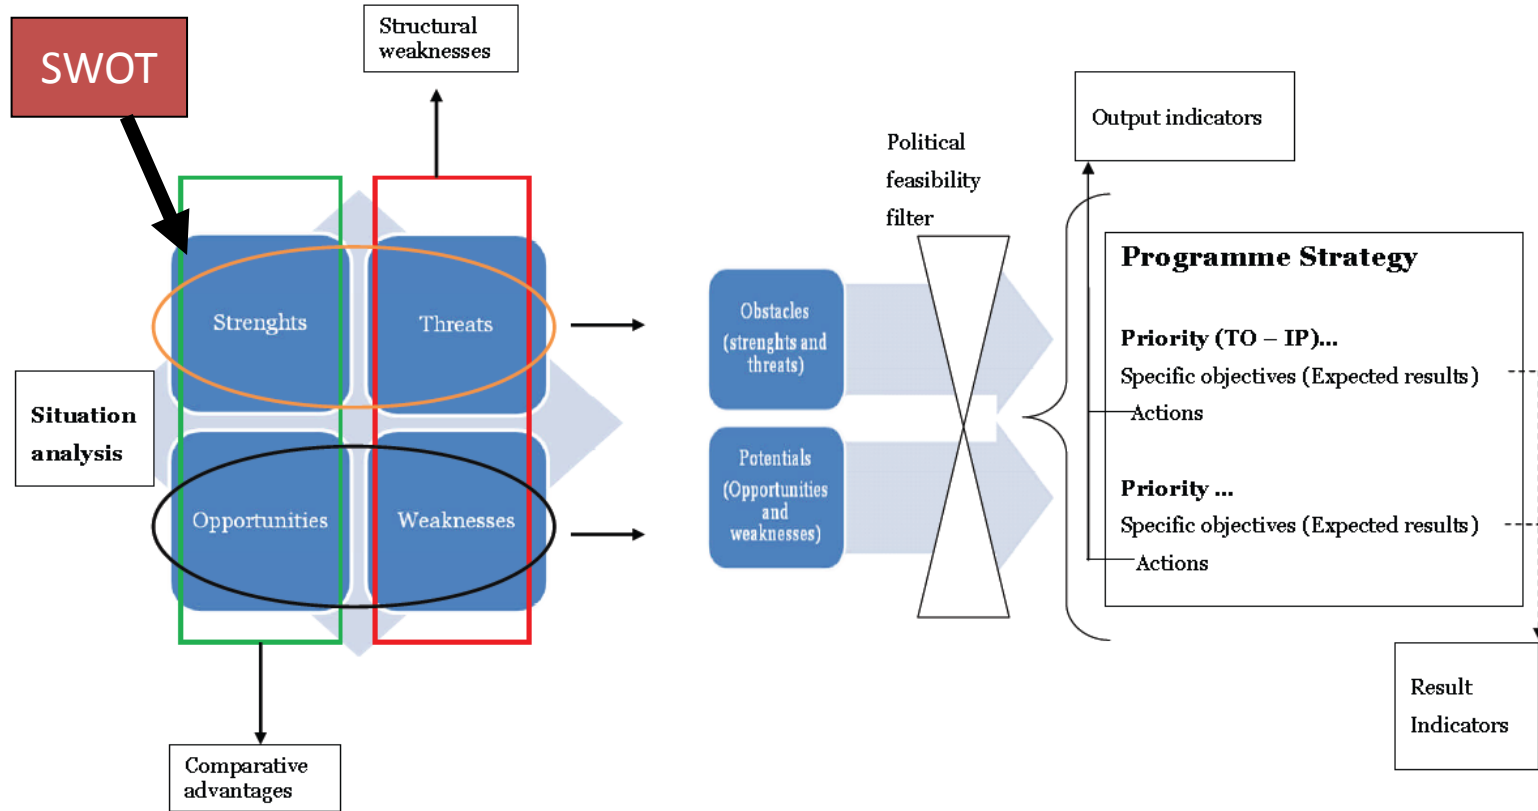 SWOT
Structural
weaknesses
Strenghts
Threats
Situation
analysis
Opportunities
Weaknesses
Comparative
advantages
Obstacles
(strenghts and
threats)
Potentials
(Opportunities
and
weaknesses)
Political
feasibility
filter
Output indicators
Programme Strategy
Priority (TO – IP)...
Specific objectives (Expected results)
Actions
Priority ...
Specific objectives (Expected results)
Actions
Result
Indicators